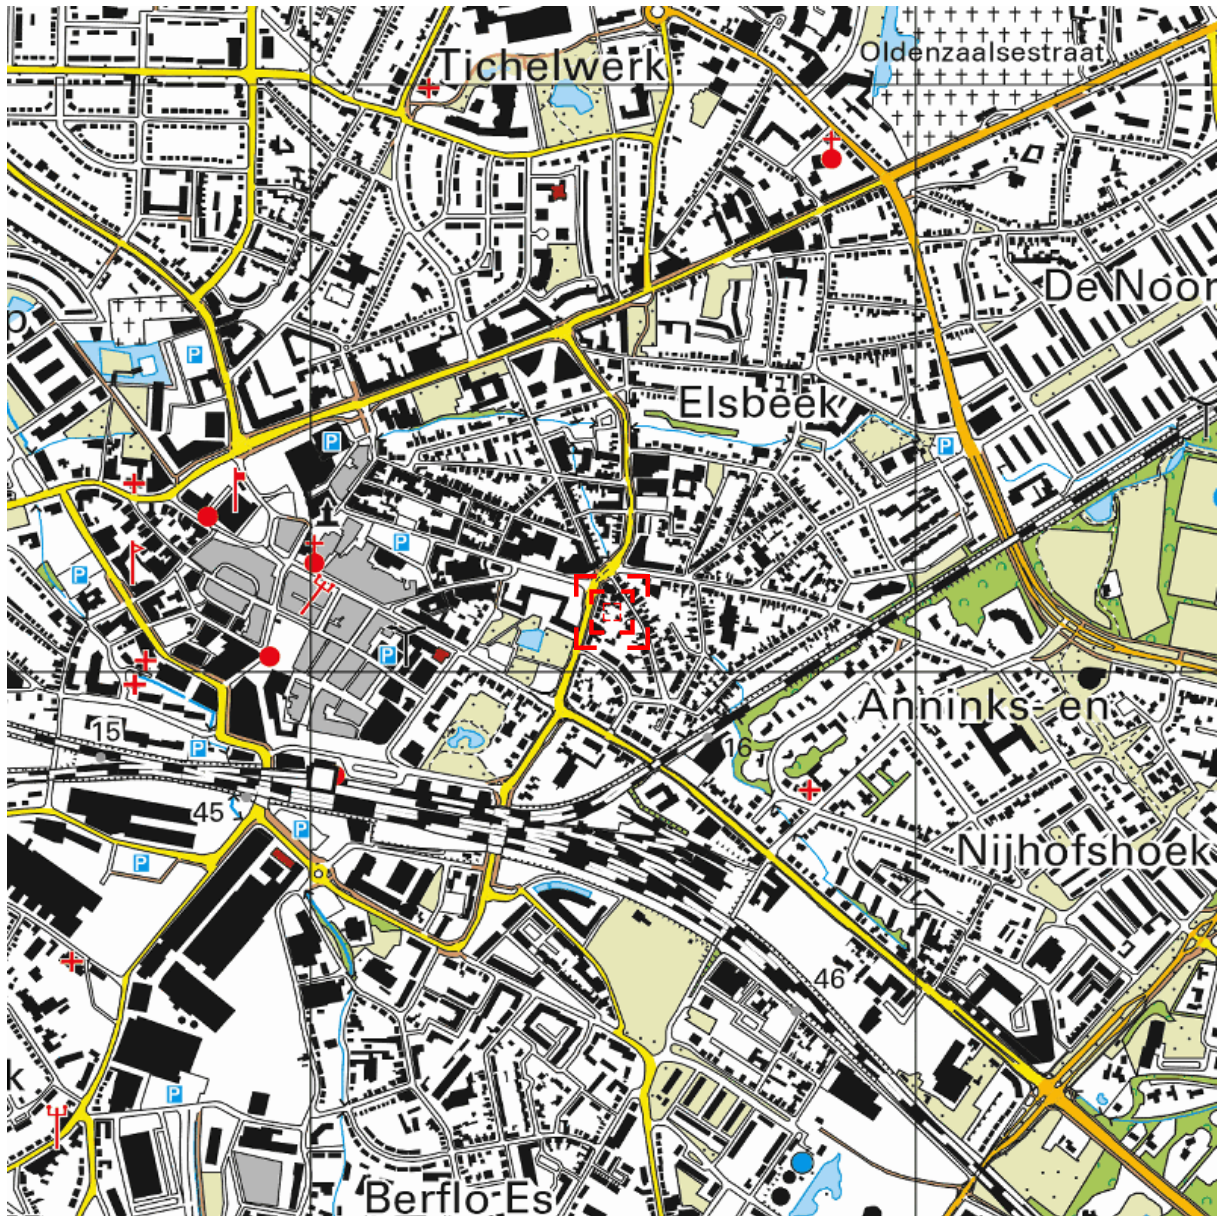 Oldenzaalsestraat
Tichelwerk
P
De Noor
P
Elsbeek
P
P
P
P
P
Anninks- en
15
P
16
45
P
P
Nijhofshoek
46
k
P
Berflo Es